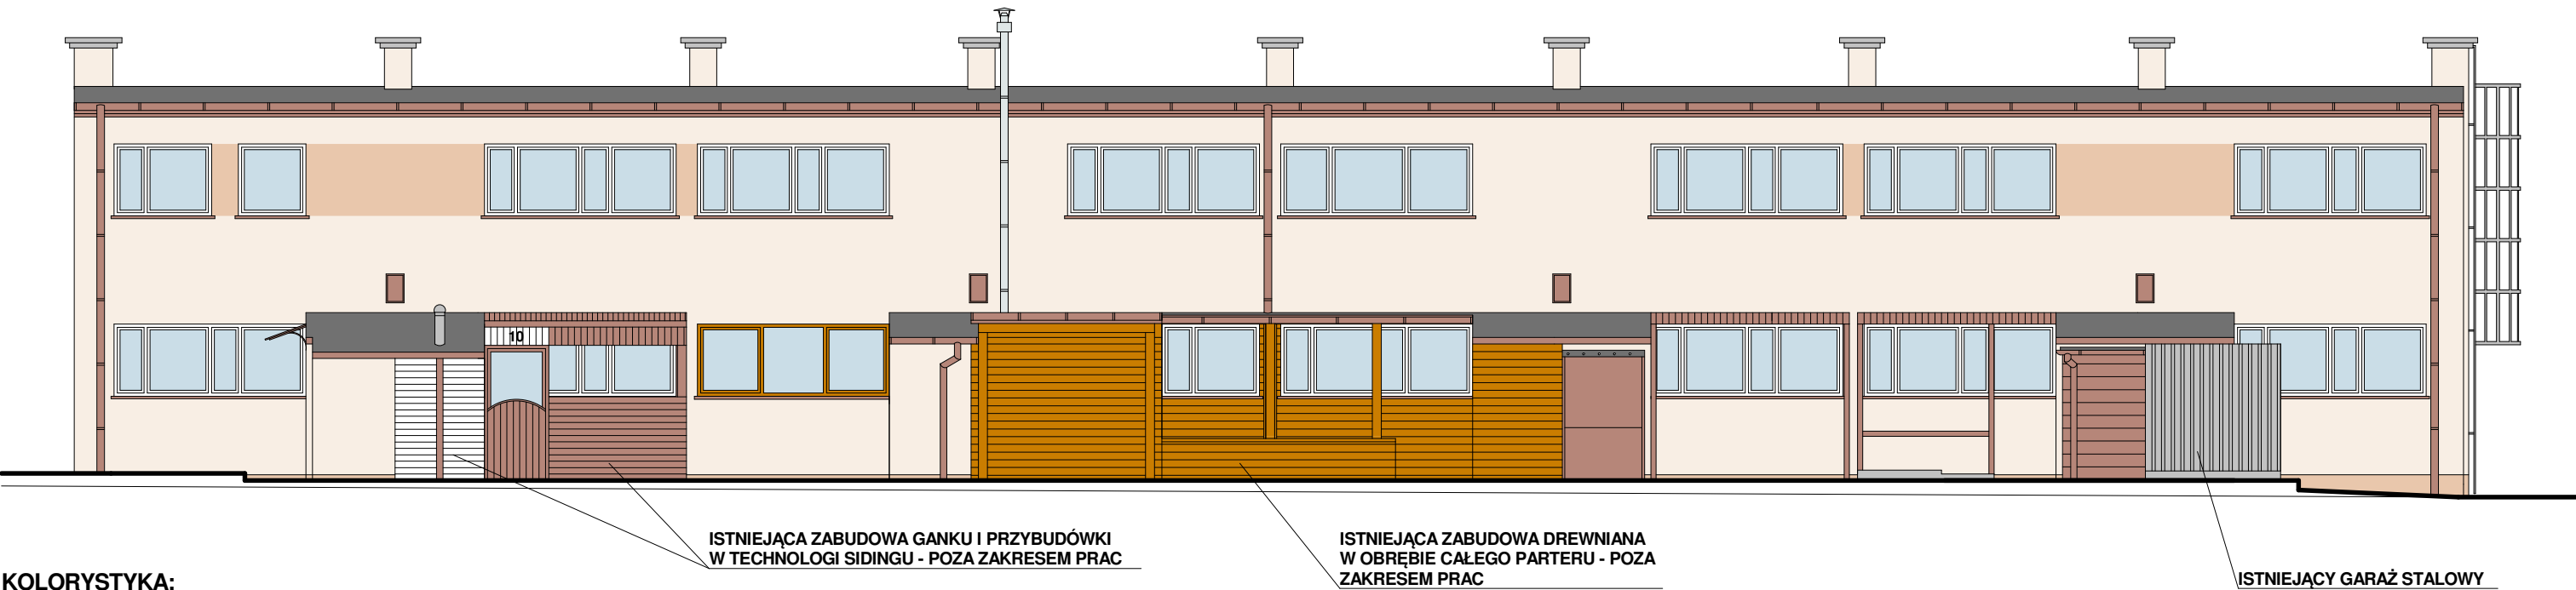 10
ISTNIEJĄCA ZABUDOWA GANKU I PRZYBUDÓWKI
W TECHNOLOGI SIDINGU - POZA ZAKRESEM PRAC
ISTNIEJĄCA ZABUDOWA DREWNIANA
W OBRĘBIE CAŁEGO PARTERU - POZA
ZAKRESEM PRAC
ISTNIEJĄCY GARAŻ STALOWY
KOLORYSTYKA: